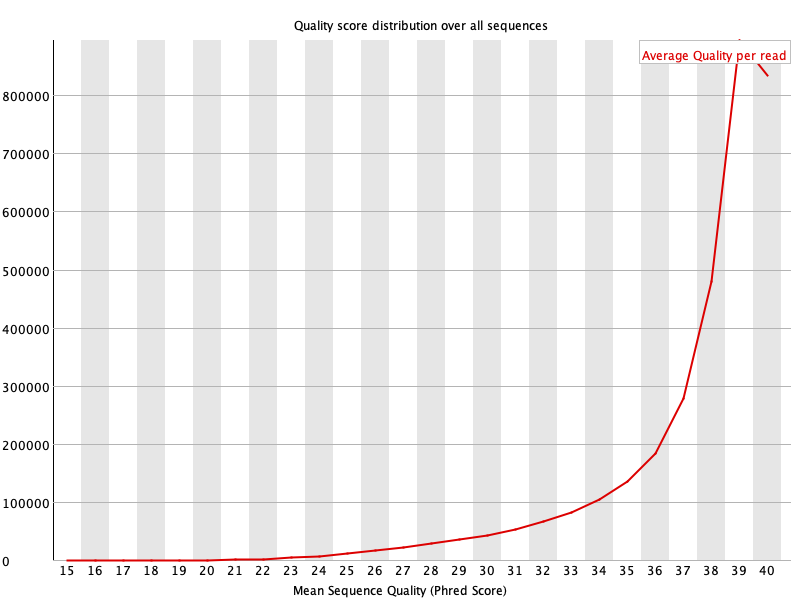 Quality score distribution over all sequences
Average Quality per read
800000
700000
600000
500000
400000
300000
200000
100000
0
15 16 17 18 19 20 21 22 23 24 25 26 27 28 29 30 31 32 33 34 35 36 37 38 39 40
Mean Sequence Quality (Phred Score)